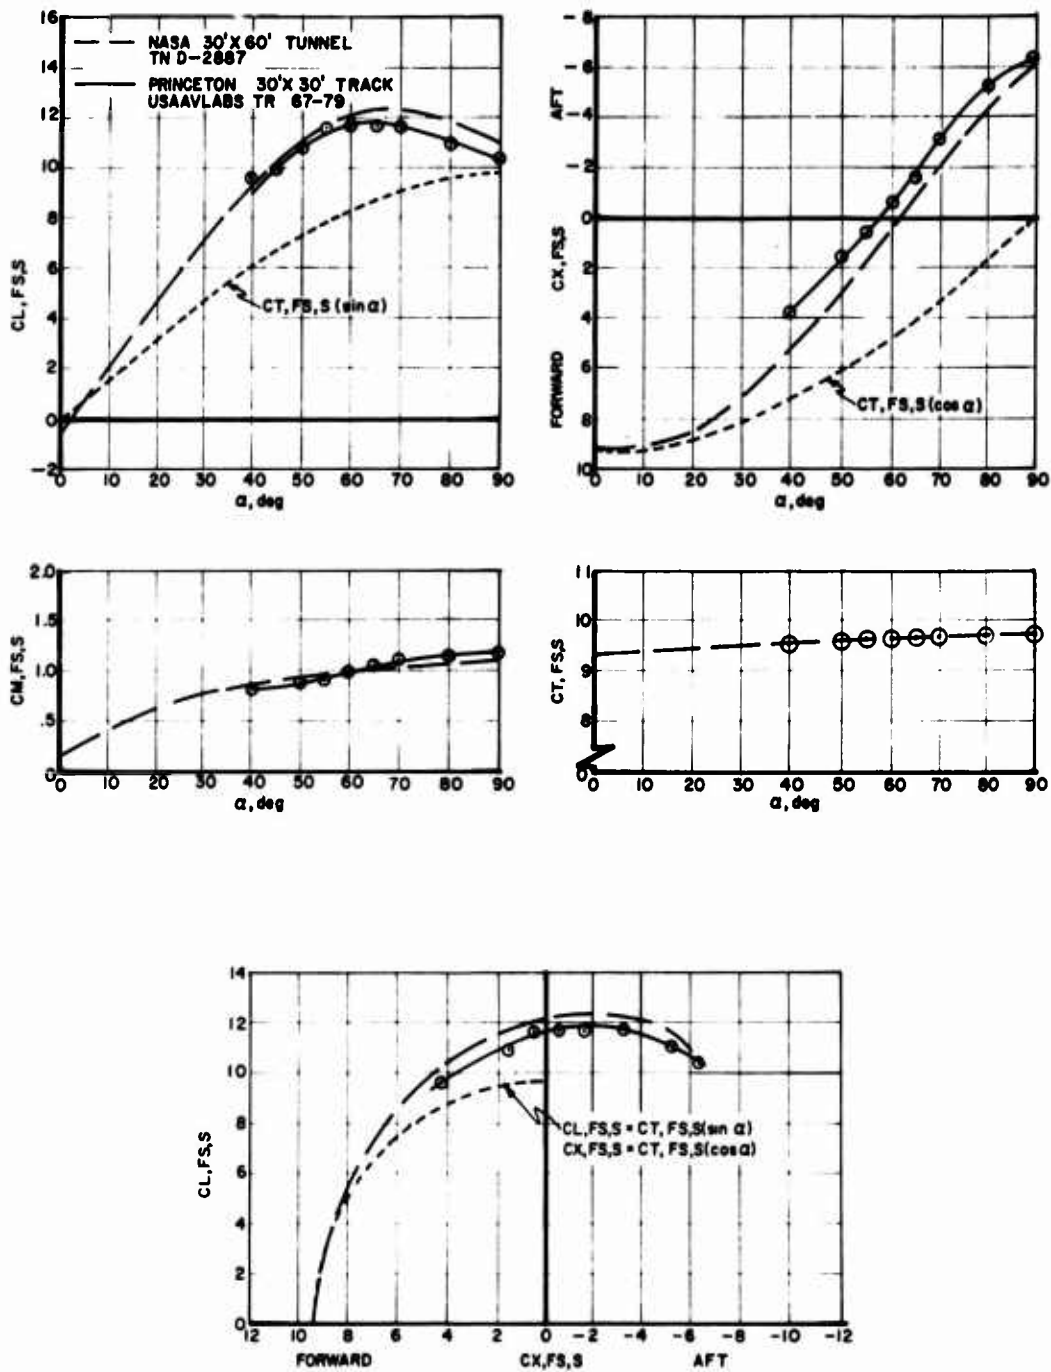 16
14
12
10
8
6
4
2
0
-2
CL,FS,S
NASA 30'X60' TUNNEL
TN D-2887
PRINCETON 30'X30' TRACK
USAAVLABS TR 67-79
CT,FS,S(sin α)
0 10 20 30 40 50 60 70 80 90
α,deg
-8
-6
-4
-2
0
2
4
6
8
10
AFT
CX,FS,S
FORWARD
CT,FS,S(cos α)
0 10 20 30 40 50 60 70 80 90
α,deg
2.0
1.5
1.0
.5
0
CM,FS,S
0 10 20 30 40 50 60 70 80 90
α,deg
11
10
9
8
0
CT,FS,S
0 10 20 30 40 50 60 70 80 90
α,deg
14
12
10
8
6
4
2
0
CL,FS,S
CL,FS,S = CT,FS,S(sin α)
CX,FS,S = CT,FS,S(cos α)
12 10 8 6 4 2 0 -2 -4 -6 -8 -10 -12
FORWARD CX,FS,S AFT